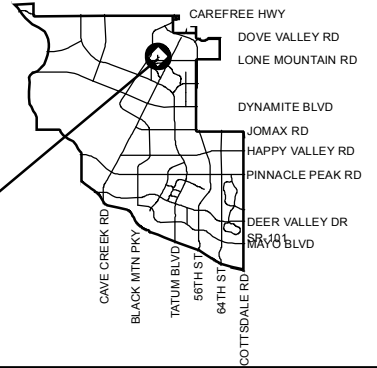 CAREFREE HWY
DOVE VALLEY RD
LONE MOUNTAIN RD
DYNAMITE BLVD
JOMAX RD
HAPPY VALLEY RD
PINNACLE PEAK RD
DEER VALLEY DR
SR-101
MAYO BLVD
CAVE CREEK RD
BLACK MTN PKY
TATUM BLVD
56TH ST
64TH ST
COTTSDALE RD